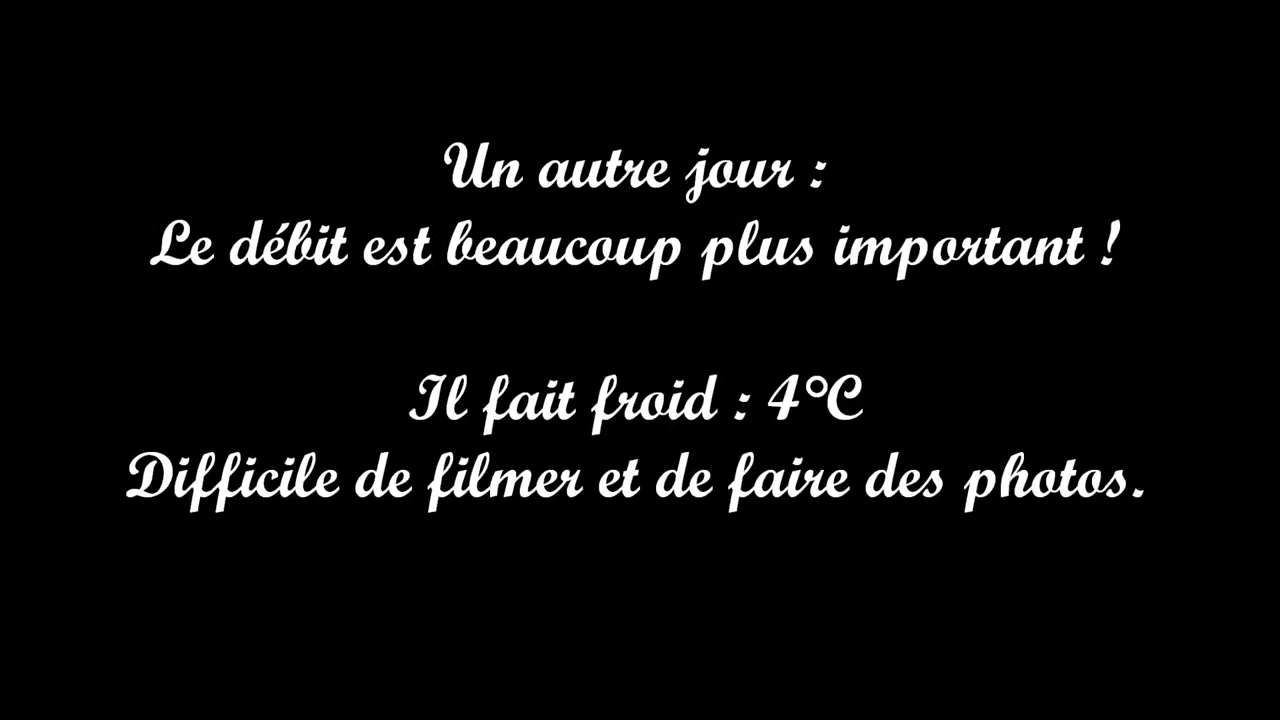 Un autre jour :
Le débit est beaucoup plus important !
Il fait froid : 4°C
Difficile de filmer et de faire des photos.